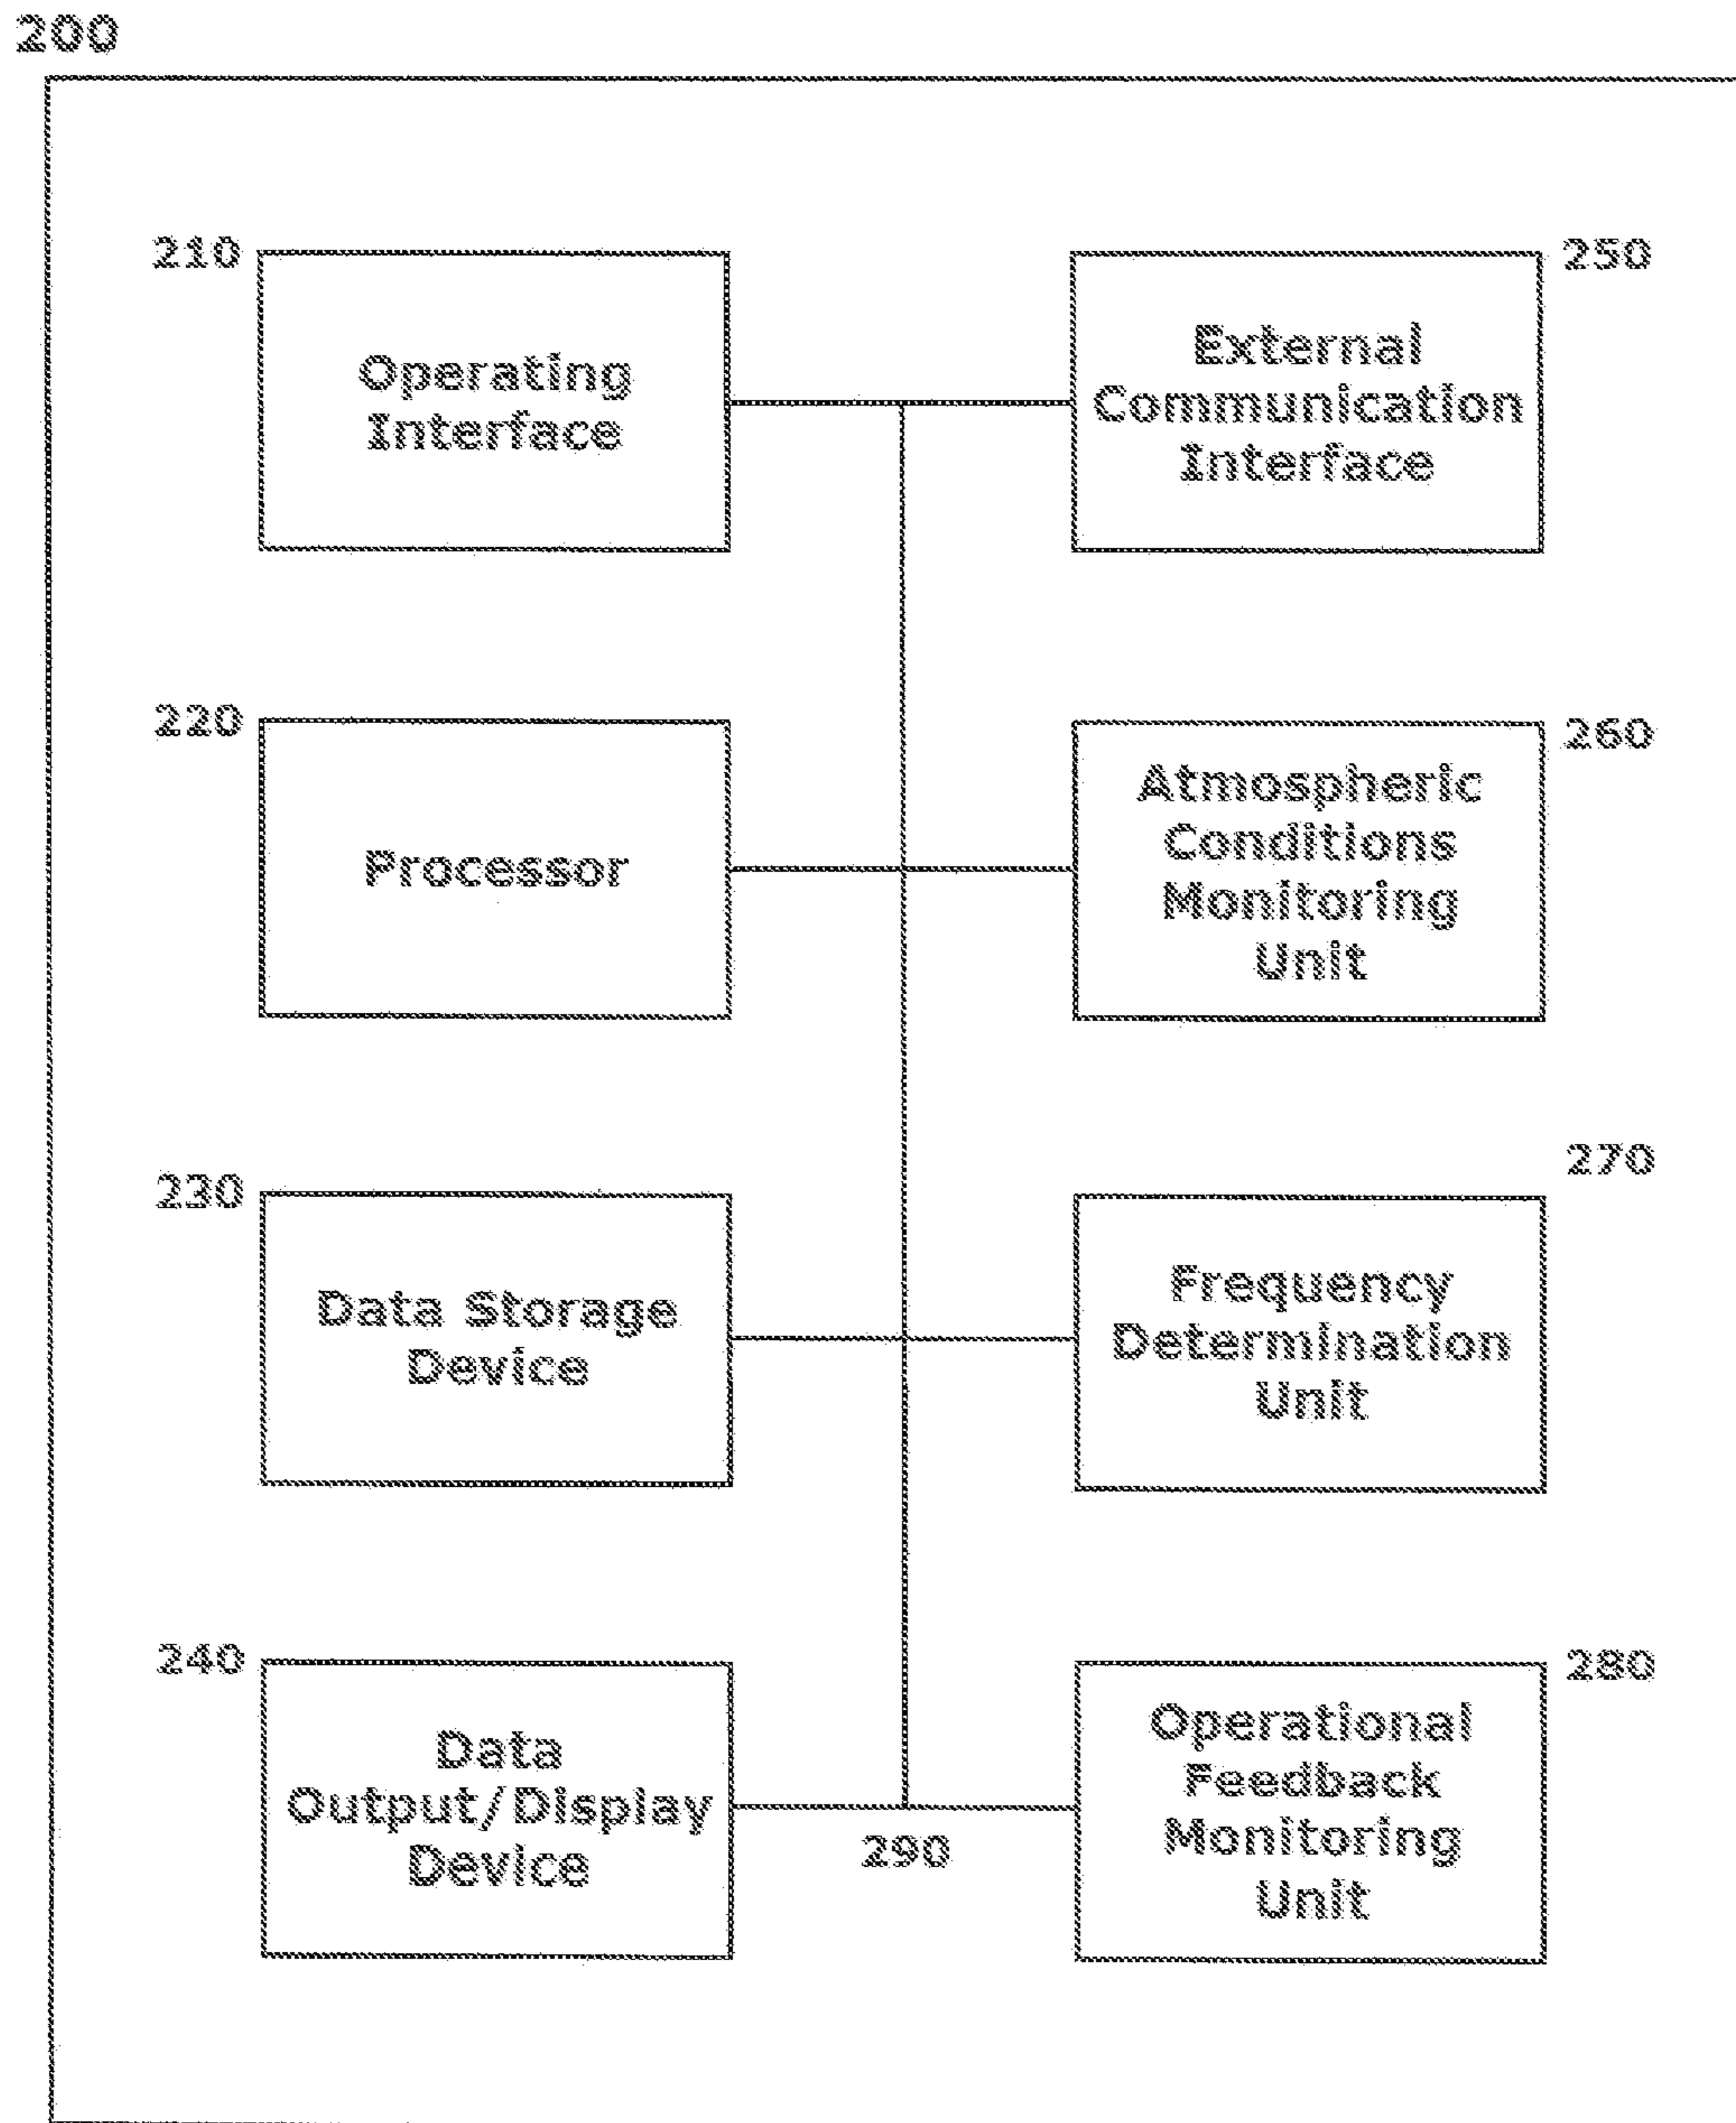 200
210
Operating
Interface
250
External
Communication
Interface
220
Processor
260
Atmospheric
Conditions
Monitoring
Unit
230
Data Storage
Device
270
Frequency
Determination
Unit
240
Data
Output/Display
Device
290
280
Operational
Feedback
Monitoring
Unit